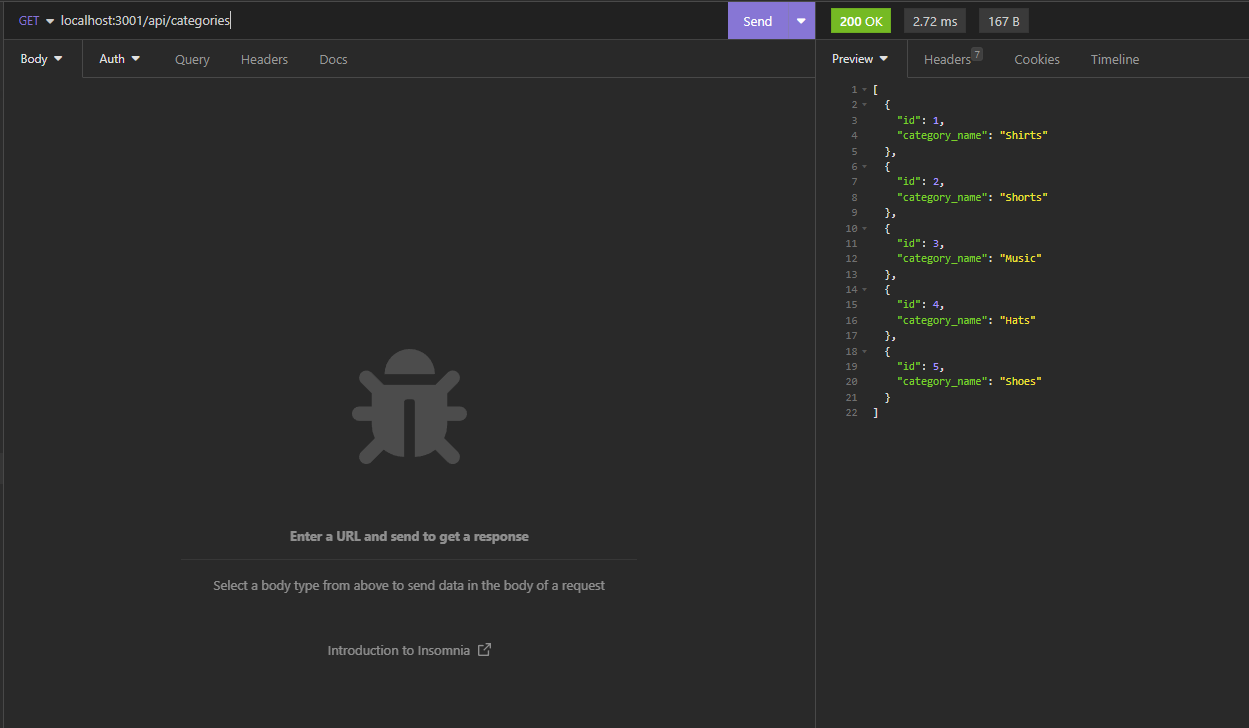 GET localhost:3001/api/categories Send 200 OK 2.72 ms 167 B
Body Auth Query Headers Docs Preview Headers 7 Cookies Timeline
1 [
2 {
3 "id": 1,
4 "category_name": "Shirts"
5 },
6 {
7 "id": 2,
8 "category_name": "Shorts"
9 },
10 {
11 "id": 3,
12 "category_name": "Music"
13 },
14 {
15 "id": 4,
16 "category_name": "Hats"
17 },
18 {
19 "id": 5,
20 "category_name": "Shoes"
21 }
22 ]
Enter a URL and send to get a response
Select a body type from above to send data in the body of a request
Introduction to Insomnia